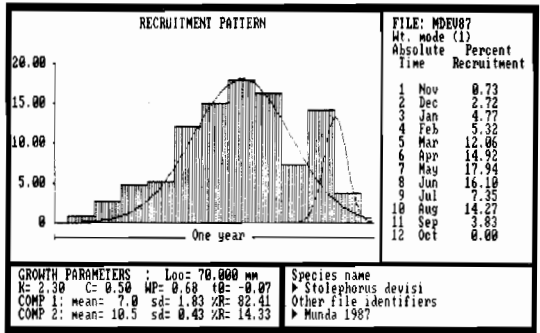 RECRUITMENT PATTERN
20.00
15.00
10.00
5.00
0
One year
FILE: MDEV87
Wt. mode (1)
Absolute Percent
Time Recruitment
1 Nov 0.73
2 Dec 2.72
3 Jan 4.77
4 Feb 5.32
5 Mar 12.06
6 Apr 14.92
7 May 17.94
8 Jun 16.10
9 Jul 7.35
10 Aug 14.27
11 Sep 3.83
12 Oct 0.00
GROWTH PARAMETERS : Loo= 70.000 mm
K= 2.30 C= 0.50 WP= 0.68 t0= -0.07
COMP 1: mean= 7.0 sd= 1.83 %R= 82.41
COMP 2: mean= 10.5 sd= 0.43 %R= 14.33
Species name
▶ Stolephorus devisi
Other file identifiers
▶ Munda 1987